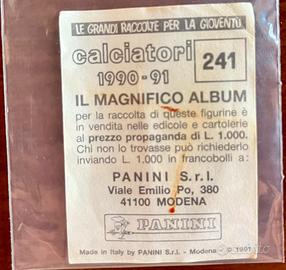 LE GRANDI RACCOLTE PER LA GIOVENTÙ
calciatori
1990-91
241
IL MAGNIFICO ALBUM
per la raccolta di queste figurine è
in vendita nelle edicole e cartolerie
al prezzo propaganda di L. 1.000.
Chi non lo trovasse può richiederlo
inviando L. 1.000 in francobolli a:
PANINI S.r.l.
Viale Emilio Po, 380
41100 MODENA
PANINI
Made in Italy by PANINI S.r.l. - Modena - © 1991